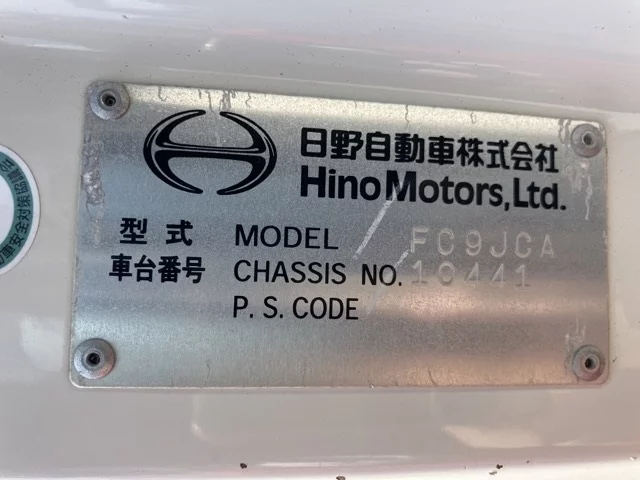 日野自動車株式会社
Hino Motors, Ltd.
型式 MODEL FC9JCA
車台番号 CHASSIS NO. 10441
P. S. CODE